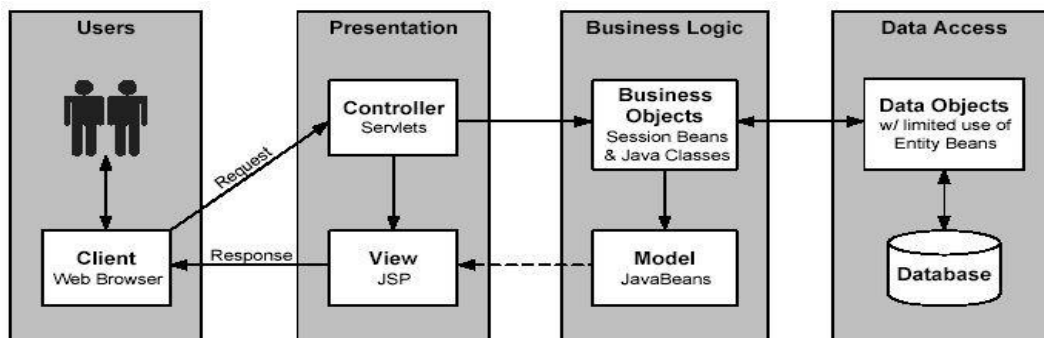 Users
Presentation
Business Logic
Data Access
Controller
Servlets
Business
Objects
Session Beans
& Java Classes
Data Objects
w/ limited use of
Entity Beans
Request
Client
Web Browser
Response
View
JSP
Model
JavaBeans
Database